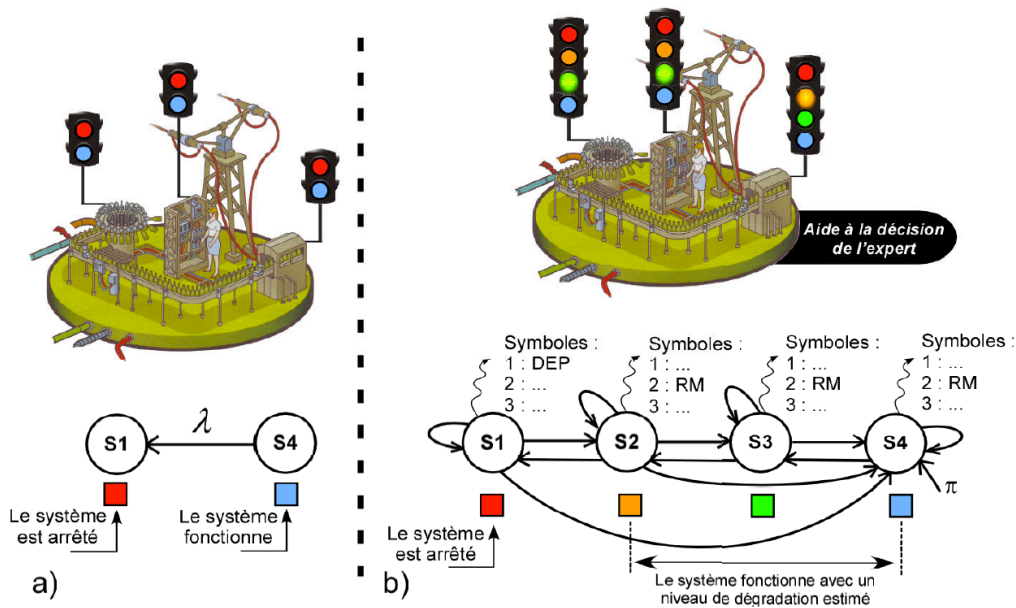 λ
S1
S4
Le système
est arrêté
Le système
fonctionne
a)
Aide à la décision
de l'expert
Symboles :
1 : DEP
2 : ...
3 : ...
Symboles :
1 : ...
2 : RM
3 : ...
Symboles :
1 : ...
2 : RM
3 : ...
Symboles :
1 : ...
2 : RM
3 : ...
S1
S2
S3
S4
π
Le système
est arrêté
Le système fonctionne avec un
niveau de dégradation estimé
b)